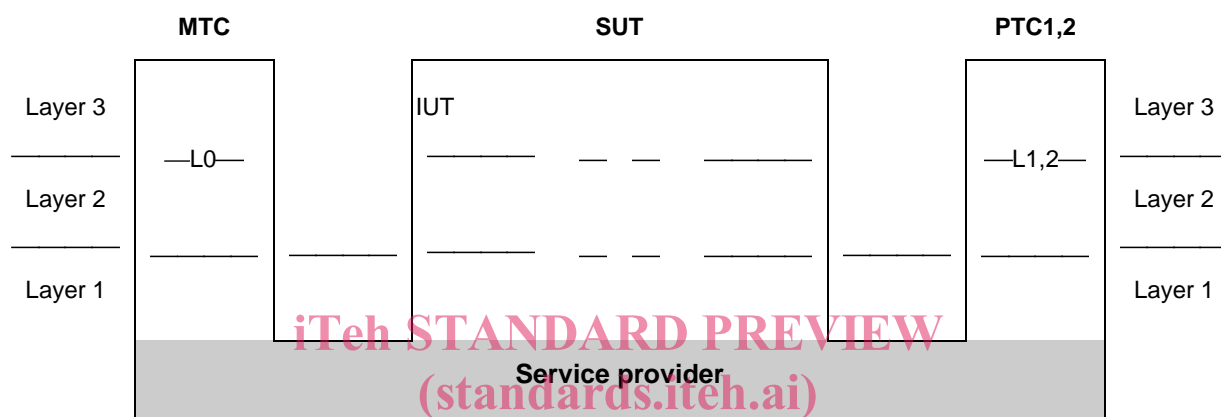 MTC SUT PTC1,2
Layer 3 IUT Layer 3
L0 L1,2
Layer 2 Layer 2
Layer 1 Layer 1
iTeh STANDARD PREVIEW
Service provider
(standards.iteh.ai)